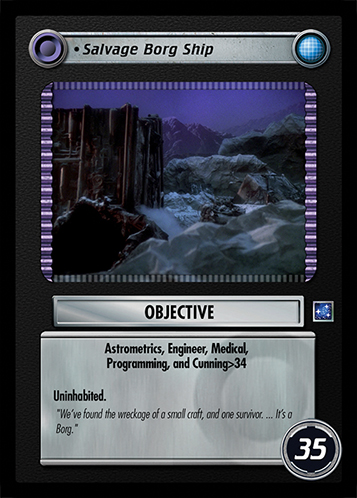 • Salvage Borg Ship
OBJECTIVE
Astrometrics, Engineer, Medical,
Programming, and Cunning>34
Uninhabited.
"We've found the wreckage of a small craft, and one survivor. ... It's a
Borg."
35